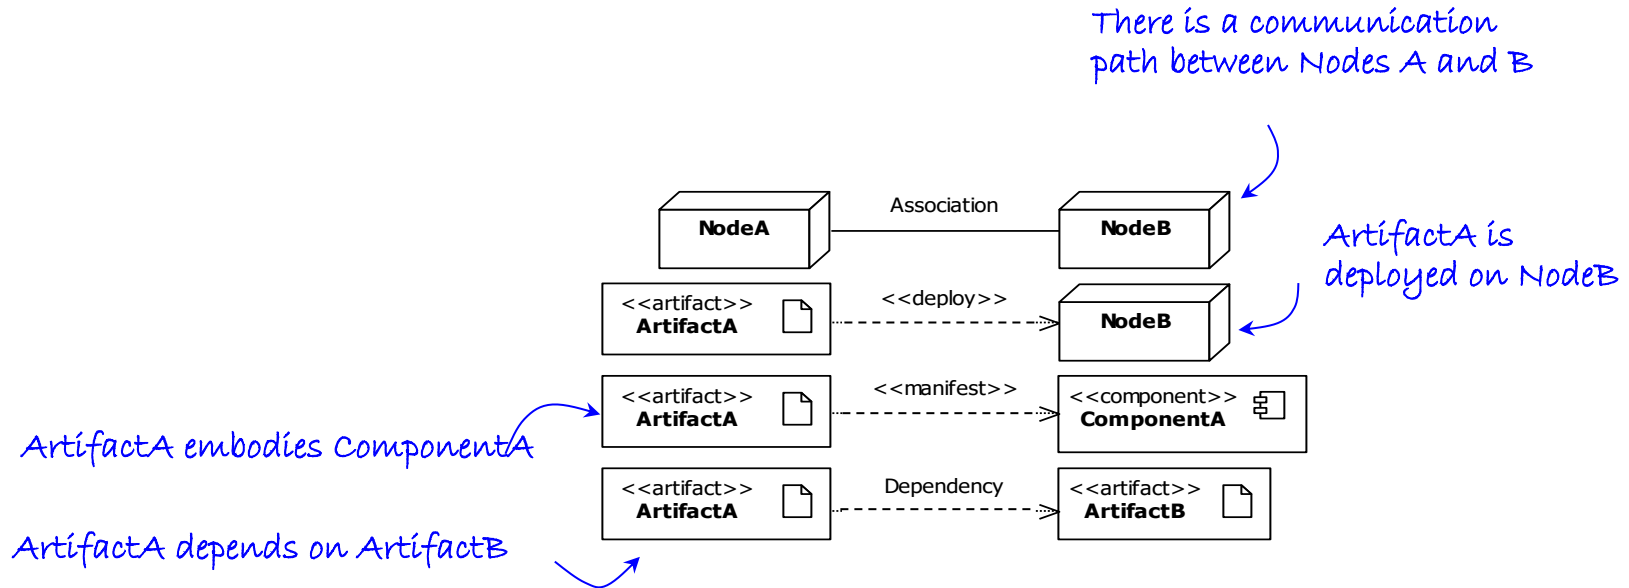 There is a communication
path between Nodes A and B
NodeA
Association
NodeB
ArtifactA is
deployed on NodeB
<<artifact>>
ArtifactA
<<deploy>>
NodeB
<<artifact>>
ArtifactA
<<manifest>>
<<component>>
ComponentA
ArtifactA embodies ComponentA
<<artifact>>
ArtifactA
Dependency
<<artifact>>
ArtifactB
ArtifactA depends on ArtifactB